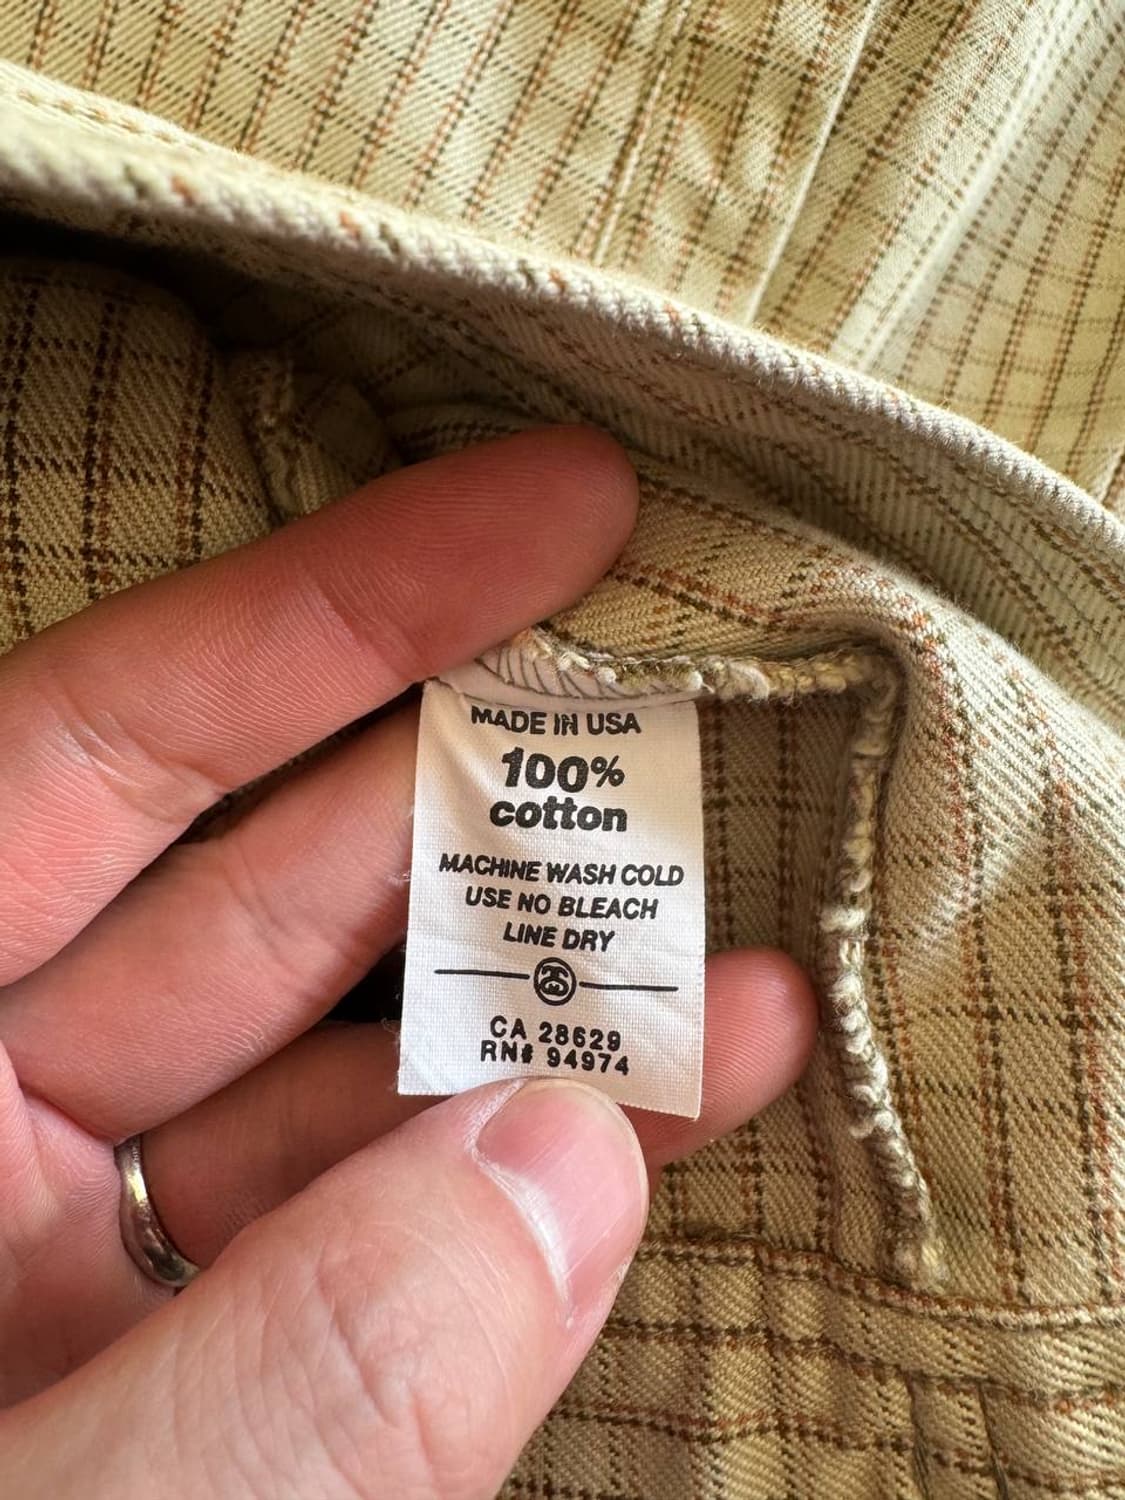 MADE IN USA
100%
cotton
MACHINE WASH COLD
USE NO BLEACH
LINE DRY
CA 28629
RN# 94974